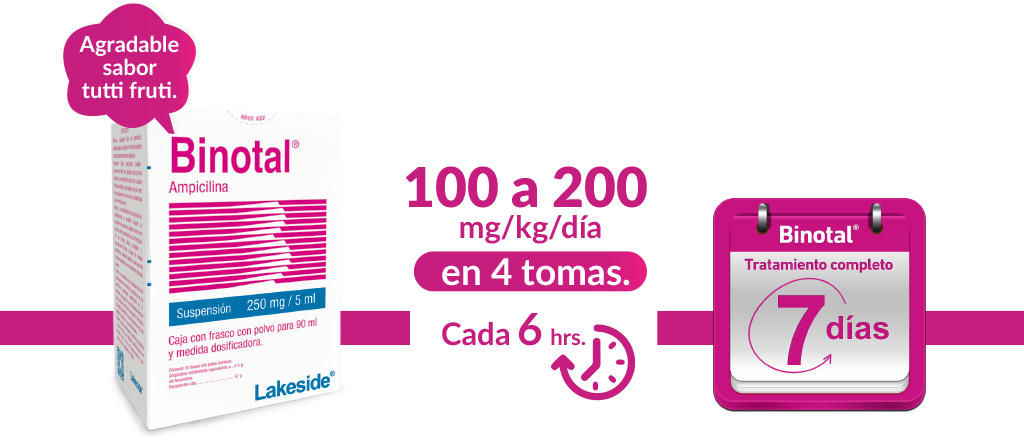 Agradable
sabor
tutti fruti.
Binotal®
Ampicilina
Suspensión 250 mg / 5 ml
Caja con frasco con polvo para 90 ml
y medida dosificadora.
Lakeside®
100 a 200
mg/kg/día
en 4 tomas.
Cada 6 hrs.
Binotal®
Tratamiento completo
7 días